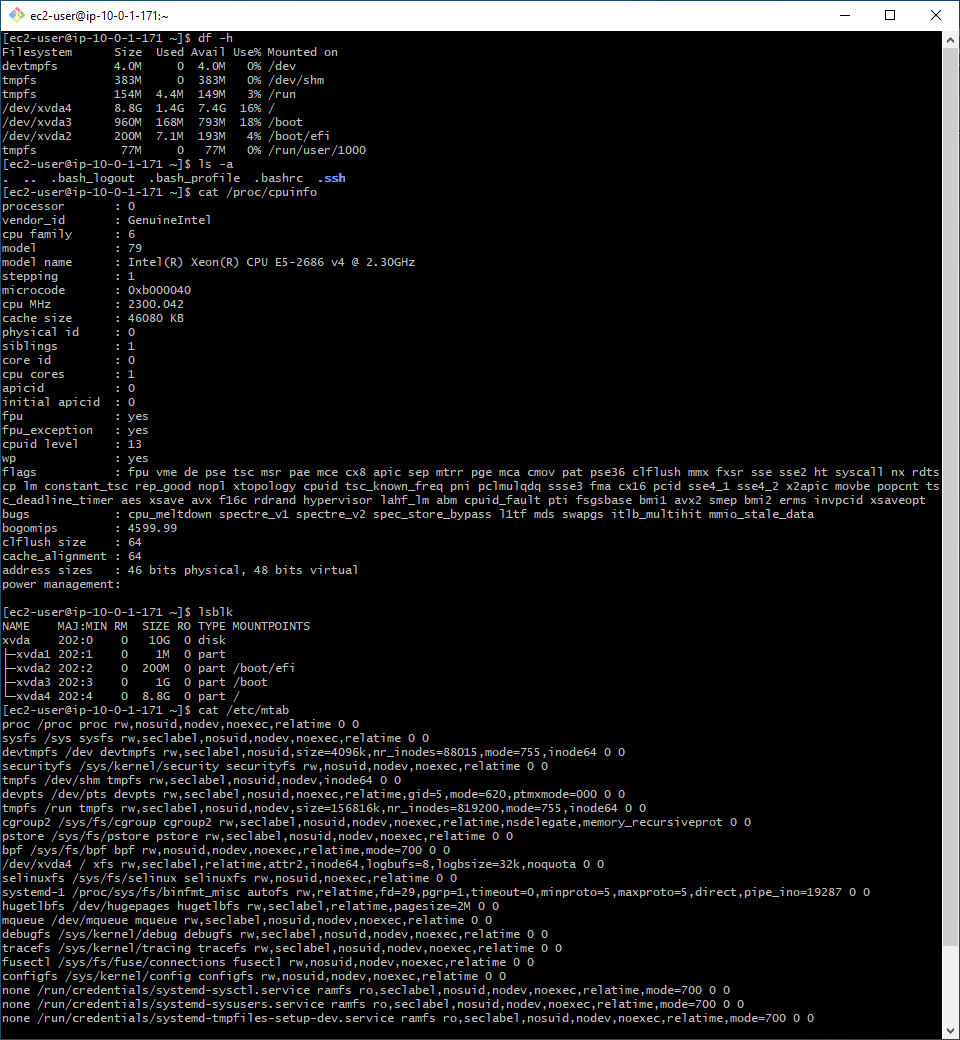 ec2-user@ip-10-0-1-171:~
[ec2-user@ip-10-0-1-171 ~]$ df -h
Filesystem      Size  Used Avail Use% Mounted on
devtmpfs        4.0M     0  4.0M   0% /dev
tmpfs           383M     0  383M   0% /dev/shm
tmpfs           154M  4.4M  149M   3% /run
/dev/xvda4      8.8G  1.4G  7.4G  16% /
/dev/xvda3      960M  168M  793M  18% /boot
/dev/xvda2      200M  7.1M  193M   4% /boot/efi
tmpfs            77M     0   77M   0% /run/user/1000
[ec2-user@ip-10-0-1-171 ~]$ ls -a
.  ..  .bash_logout  .bash_profile  .bashrc  .ssh
[ec2-user@ip-10-0-1-171 ~]$ cat /proc/cpuinfo
processor       : 0
vendor_id       : GenuineIntel
cpu family      : 6
model           : 79
model name      : Intel(R) Xeon(R) CPU E5-2686 v4 @ 2.30GHz
stepping        : 1
microcode       : 0xb000040
cpu MHz         : 2300.042
cache size      : 46080 KB
physical id     : 0
siblings        : 1
core id         : 0
cpu cores       : 1
apicid          : 0
initial apicid  : 0
fpu             : yes
fpu_exception   : yes
cpuid level     : 13
wp              : yes
flags           : fpu vme de pse tsc msr pae mce cx8 apic sep mtrr pge mca cmov pat pse36 clflush mmx fxsr sse sse2 ht syscall nx rdts
cp lm constant_tsc rep_good nopl xtopology cpuid tsc_known_freq pni pclmulqdq ssse3 fma cx16 pcid sse4_1 sse4_2 x2apic movbe popcnt ts
c_deadline_timer aes xsave avx f16c rdrand hypervisor lahf_lm abm cpuid_fault pti fsgsbase bmi1 avx2 smep bmi2 erms invpcid xsaveopt
bugs            : cpu_meltdown spectre_v1 spectre_v2 spec_store_bypass l1tf mds swapgs itlb_multihit mmio_stale_data
bogomips        : 4599.99
clflush size    : 64
cache_alignment : 64
address sizes   : 46 bits physical, 48 bits virtual
power management:
[ec2-user@ip-10-0-1-171 ~]$ lsblk
NAME    MAJ:MIN RM  SIZE RO TYPE MOUNTPOINTS
xvda    202:0    0   10G  0 disk
├─xvda1 202:1    0    1M  0 part
├─xvda2 202:2    0  200M  0 part /boot/efi
├─xvda3 202:3    0    1G  0 part /boot
└─xvda4 202:4    0  8.8G  0 part /
[ec2-user@ip-10-0-1-171 ~]$ cat /etc/mtab
proc /proc proc rw,nosuid,nodev,noexec,relatime 0 0
sysfs /sys sysfs rw,seclabel,nosuid,nodev,noexec,relatime 0 0
devtmpfs /dev devtmpfs rw,seclabel,nosuid,size=4096k,nr_inodes=88015,mode=755,inode64 0 0
securityfs /sys/kernel/security securityfs rw,nosuid,nodev,noexec,relatime 0 0
tmpfs /dev/shm tmpfs rw,seclabel,nosuid,nodev,inode64 0 0
devpts /dev/pts devpts rw,seclabel,nosuid,noexec,relatime,gid=5,mode=620,ptmxmode=000 0 0
tmpfs /run tmpfs rw,seclabel,nosuid,nodev,size=156816k,nr_inodes=819200,mode=755,inode64 0 0
cgroup2 /sys/fs/cgroup cgroup2 rw,seclabel,nosuid,nodev,noexec,relatime,nsdelegate,memory_recursiveprot 0 0
pstore /sys/fs/pstore pstore rw,seclabel,nosuid,nodev,noexec,relatime 0 0
bpf /sys/fs/bpf bpf rw,nosuid,nodev,noexec,relatime,mode=700 0 0
/dev/xvda4 / xfs rw,seclabel,relatime,attr2,inode64,logbufs=8,logbsize=32k,noquota 0 0
selinuxfs /sys/fs/selinux selinuxfs rw,nosuid,noexec,relatime 0 0
systemd-1 /proc/sys/fs/binfmt_misc autofs rw,relatime,fd=29,pgrp=1,timeout=0,minproto=5,maxproto=5,direct,pipe_ino=19287 0 0
hugetlbfs /dev/hugepages hugetlbfs rw,seclabel,relatime,pagesize=2M 0 0
mqueue /dev/mqueue mqueue rw,seclabel,nosuid,nodev,noexec,relatime 0 0
debugfs /sys/kernel/debug debugfs rw,seclabel,nosuid,nodev,noexec,relatime 0 0
tracefs /sys/kernel/tracing tracefs rw,seclabel,nosuid,nodev,noexec,relatime 0 0
fusectl /sys/fs/fuse/connections fusectl rw,nosuid,nodev,noexec,relatime 0 0
configfs /sys/kernel/config configfs rw,nosuid,nodev,noexec,relatime 0 0
none /run/credentials/systemd-sysctl.service ramfs ro,seclabel,nosuid,nodev,noexec,relatime,mode=700 0 0
none /run/credentials/systemd-sysusers.service ramfs ro,seclabel,nosuid,nodev,noexec,relatime,mode=700 0 0
none /run/credentials/systemd-tmpfiles-setup-dev.service ramfs ro,seclabel,nosuid,nodev,noexec,relatime,mode=700 0 0